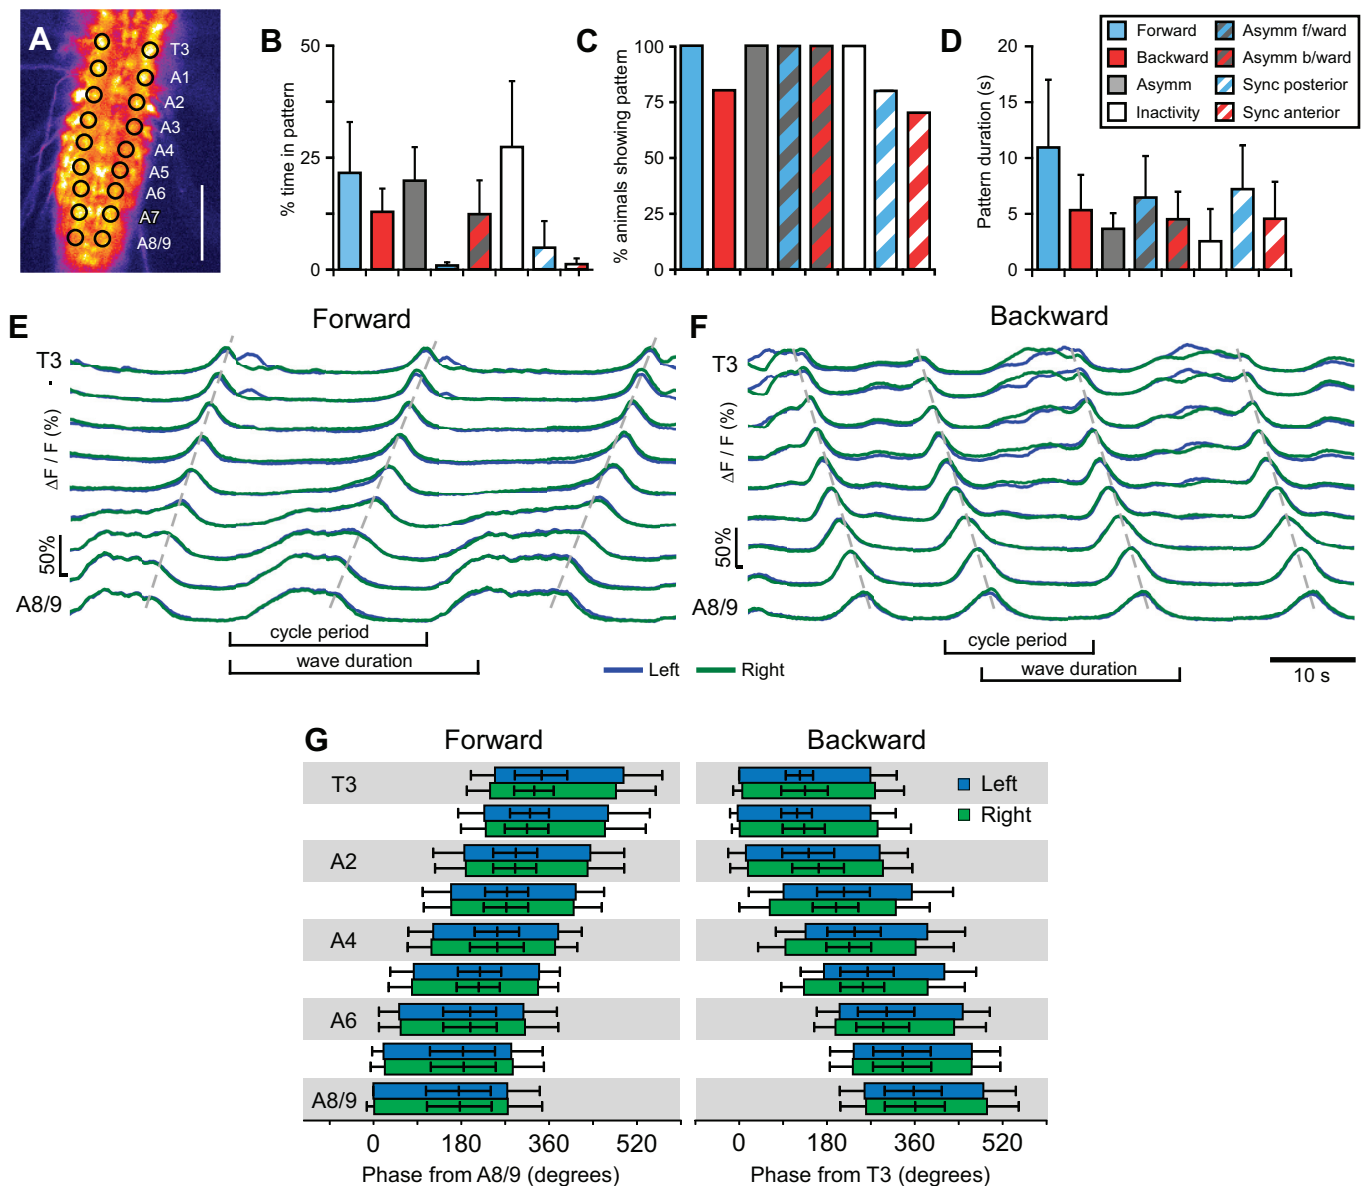 A
T3
A1
A2
A3
A4
A5
A6
A7
A8/9
B
% time in pattern
50
25
0
C
% animals showing pattern
100
75
50
25
0
D
Pattern duration (s)
20
15
10
5
0
Forward
Backward
Asymm
Inactivity
Asymm f/ward
Asymm b/ward
Sync posterior
Sync anterior
E
Forward
T3
ΔF / F (%)
50%
A8/9
cycle period
wave duration
Left
Right
F
Backward
T3
ΔF / F (%)
50%
A8/9
cycle period
wave duration
10 s
G
Forward
Backward
T3
A2
A4
A6
A8/9
Left
Right
0 180 360 520
Phase from A8/9 (degrees)
0 180 360 520
Phase from T3 (degrees)